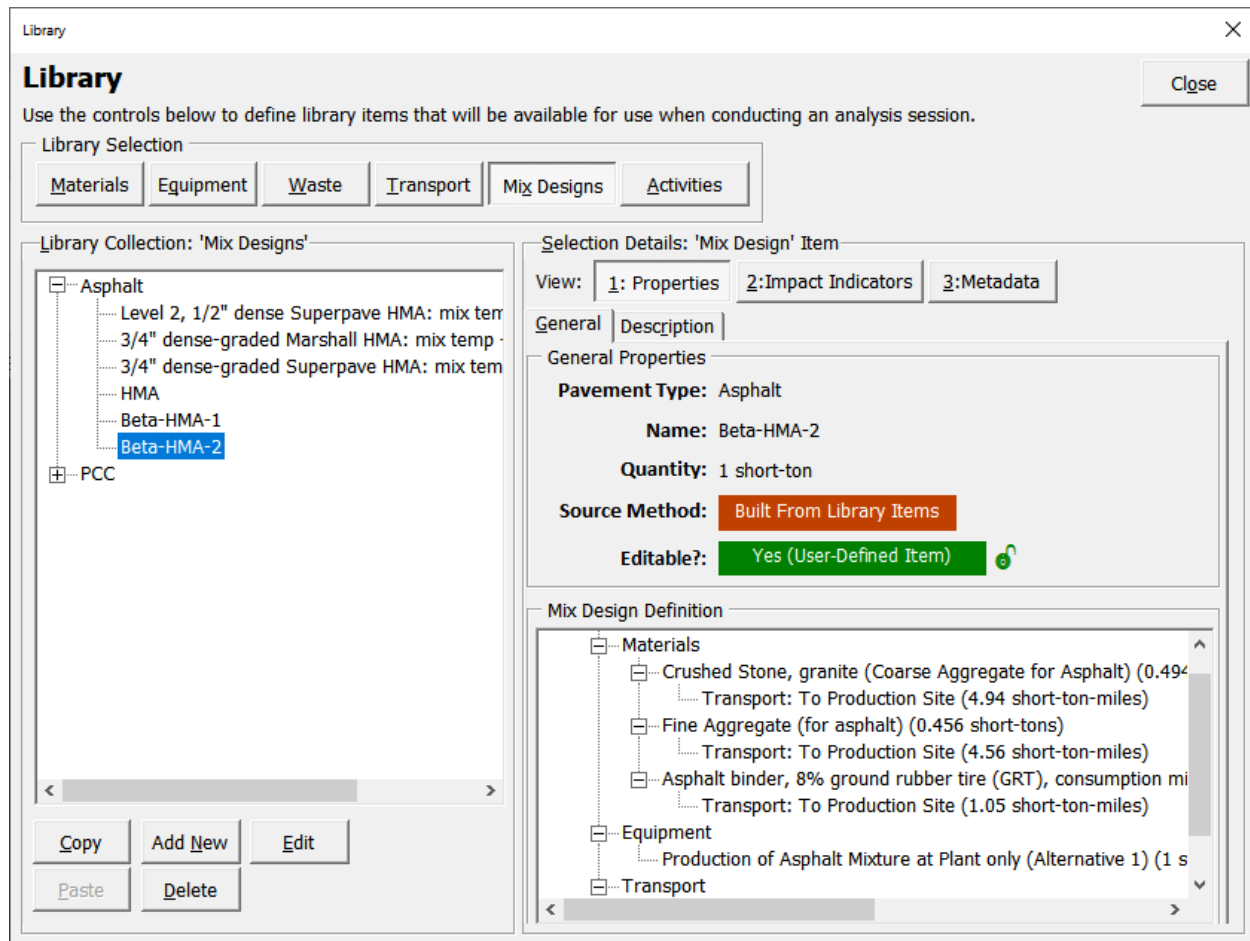 Library
Library
Close
Use the controls below to define library items that will be available for use when conducting an analysis session.
Library Selection
Materials Equipment Waste Transport Mix Designs Activities
Library Collection: 'Mix Designs'
Asphalt
Level 2, 1/2" dense Superpave HMA: mix tem
3/4" dense-graded Marshall HMA: mix temp -
3/4" dense-graded Superpave HMA: mix tem
HMA
Beta-HMA-1
Beta-HMA-2
PCC
Copy Add New Edit
Paste Delete
Selection Details: 'Mix Design' Item
View: 1: Properties 2:Impact Indicators 3:Metadata
General Description
General Properties
Pavement Type: Asphalt
Name: Beta-HMA-2
Quantity: 1 short-ton
Source Method: Built From Library Items
Editable?: Yes (User-Defined Item)
Mix Design Definition
Materials
Crushed Stone, granite (Coarse Aggregate for Asphalt) (0.494
Transport: To Production Site (4.94 short-ton-miles)
Fine Aggregate (for asphalt) (0.456 short-tons)
Transport: To Production Site (4.56 short-ton-miles)
Asphalt binder, 8% ground rubber tire (GRT), consumption mi
Transport: To Production Site (1.05 short-ton-miles)
Equipment
Production of Asphalt Mixture at Plant only (Alternative 1) (1 s
Transport